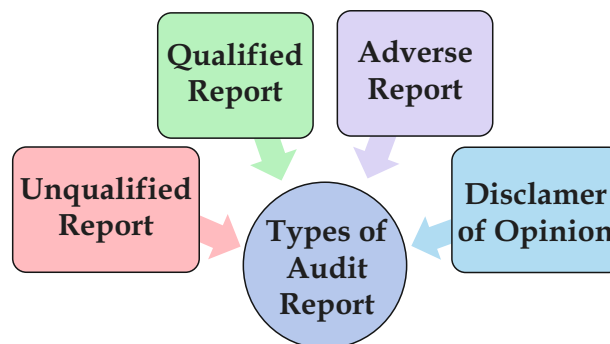 Qualified
Report
Adverse
Report
Unqualified
Report
Disclamer
of Opinion
Types of
Audit
Report